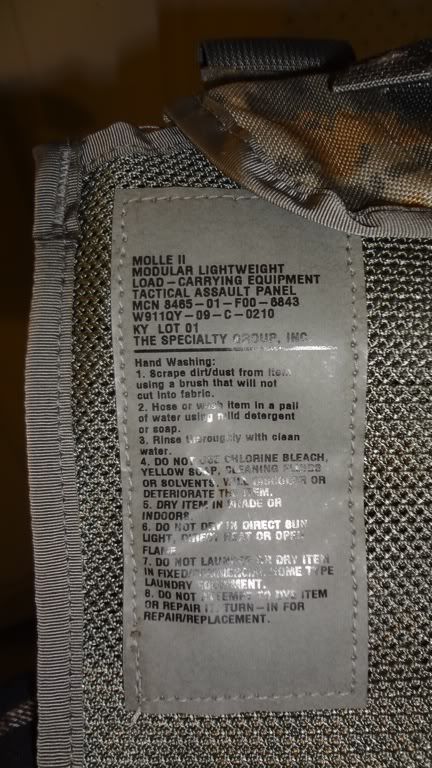 MOLLE II
MODULAR LIGHTWEIGHT
LOAD-CARRYING EQUIPMENT
TACTICAL ASSAULT PANEL
MCN 8465-01-F00-8843
W911QY-09-C-0210
KY LOT 01
THE SPECIALTY GROUP, INC.
Hand Washing:
1. Scrape dirt/dust from item
using a brush that will not
cut into fabric.
2. Hose or wash item in a pail
of water using mild detergent
or soap.
3. Rinse thoroughly with clean
water.
4. DO NOT USE CHLORINE BLEACH,
YELLOW SOAP, CLEANING FLUIDS
OR SOLVENTS. WILL DISCOLOR OR
DETERIORATE THE ITEM.
5. DRY ITEM IN SHADE OR
INDOORS.
6. DO NOT DRY IN DIRECT SUN
LIGHT, DIRECT HEAT OR OPEN
FLAME.
7. DO NOT LAUNDER OR DRY ITEM
IN FIXED/COMMERCIAL HOME TYPE
LAUNDRY EQUIPMENT.
8. DO NOT ATTEMPT TO DYE ITEM
OR REPAIR IT. TURN-IN FOR
REPAIR/REPLACEMENT.